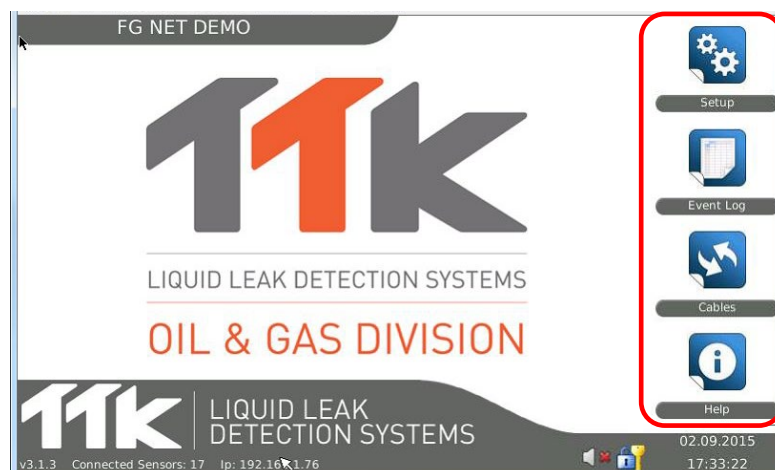 FG NET DEMO
TTK
LIQUID LEAK DETECTION SYSTEMS
OIL & GAS DIVISION
Setup
Event Log
Cables
Help
TTK
LIQUID LEAK
DETECTION SYSTEMS
v3.1.3 Connected Sensors: 17 Ip:
02.09.2015
17:33:22